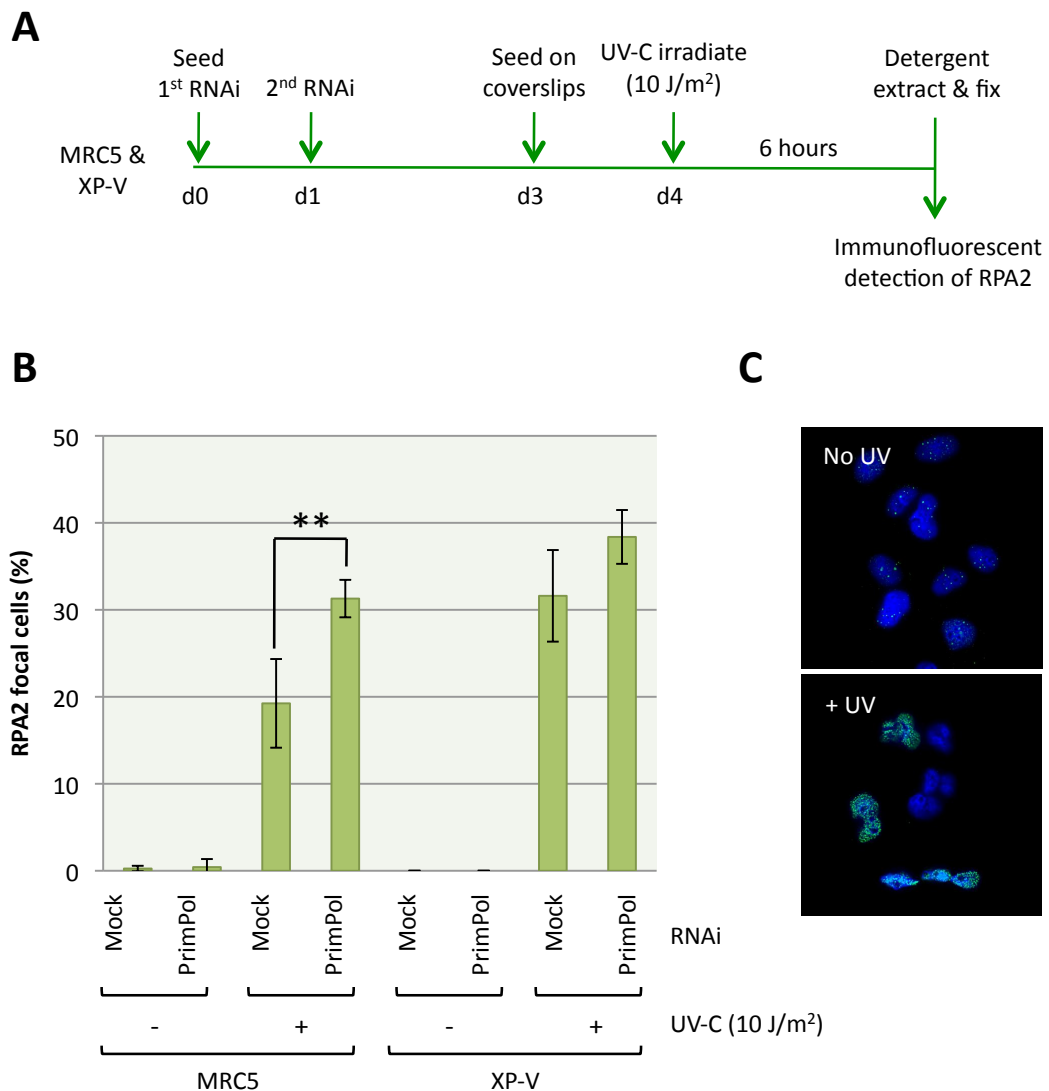 A
Seed
1st RNAi
2nd RNAi
Seed on
coverslips
UV-C irradiate
(10 J/m2)
Detergent
extract & fix
MRC5 &
XP-V
6 hours
d0
d1
d3
d4
Immunofluorescent
detection of RPA2
B
RPA2 focal cells (%)
50
40
30
20
10
0
**
Mock
PrimPol
Mock
PrimPol
Mock
PrimPol
Mock
PrimPol
RNAi
-
+
-
+
UV-C (10 J/m2)
MRC5
XP-V
C
No UV
+ UV